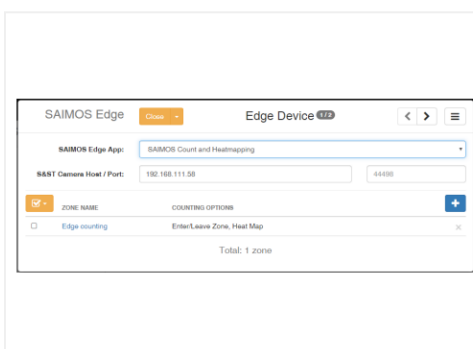 SAIMOS Edge Close Edge Device 1/2
SAIMOS Edge App: SAIMOS Count and Heatmapping
S&ST Camera Host / Port: 192.168.111.58 44498
ZONE NAME COUNTING OPTIONS
Edge counting Enter/Leave Zone, Heat Map
Total: 1 zone